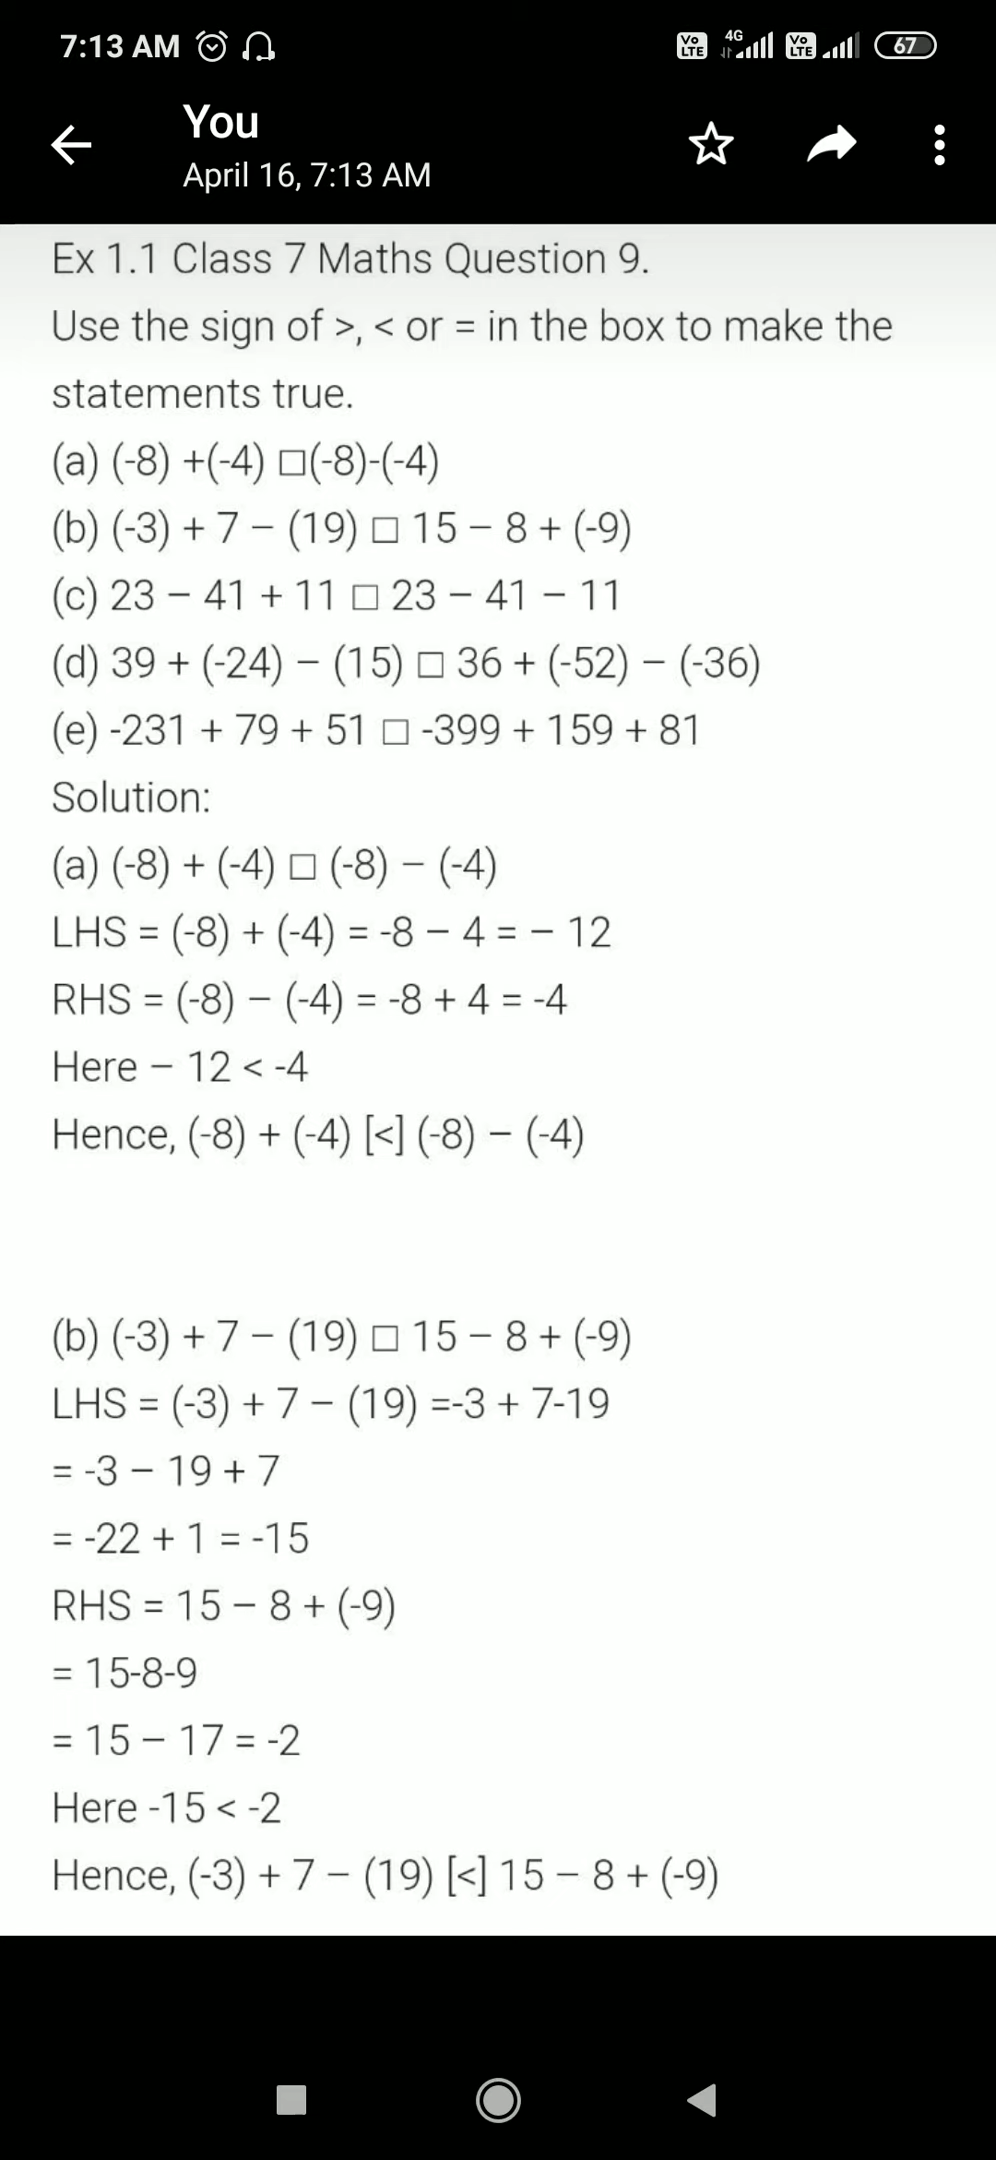 7:13 AM
Vo LTE 4G Vo LTE 67
You
April 16, 7:13 AM
Ex 1.1 Class 7 Maths Question 9.
Use the sign of >, < or = in the box to make the
statements true.
(a) (-8) +(-4) □(-8)-(-4)
(b) (-3) + 7 – (19) □ 15 – 8 + (-9)
(c) 23 – 41 + 11 □ 23 – 41 – 11
(d) 39 + (-24) – (15) □ 36 + (-52) – (-36)
(e) -231 + 79 + 51 □ -399 + 159 + 81
Solution:
(a) (-8) + (-4) □ (-8) – (-4)
LHS = (-8) + (-4) = -8 – 4 = – 12
RHS = (-8) – (-4) = -8 + 4 = -4
Here – 12 < -4
Hence, (-8) + (-4) [<] (-8) – (-4)
(b) (-3) + 7 – (19) □ 15 – 8 + (-9)
LHS = (-3) + 7 – (19) =-3 + 7-19
= -3 – 19 + 7
= -22 + 1 = -15
RHS = 15 – 8 + (-9)
= 15-8-9
= 15 – 17 = -2
Here -15 < -2
Hence, (-3) + 7 – (19) [<] 15 – 8 + (-9)